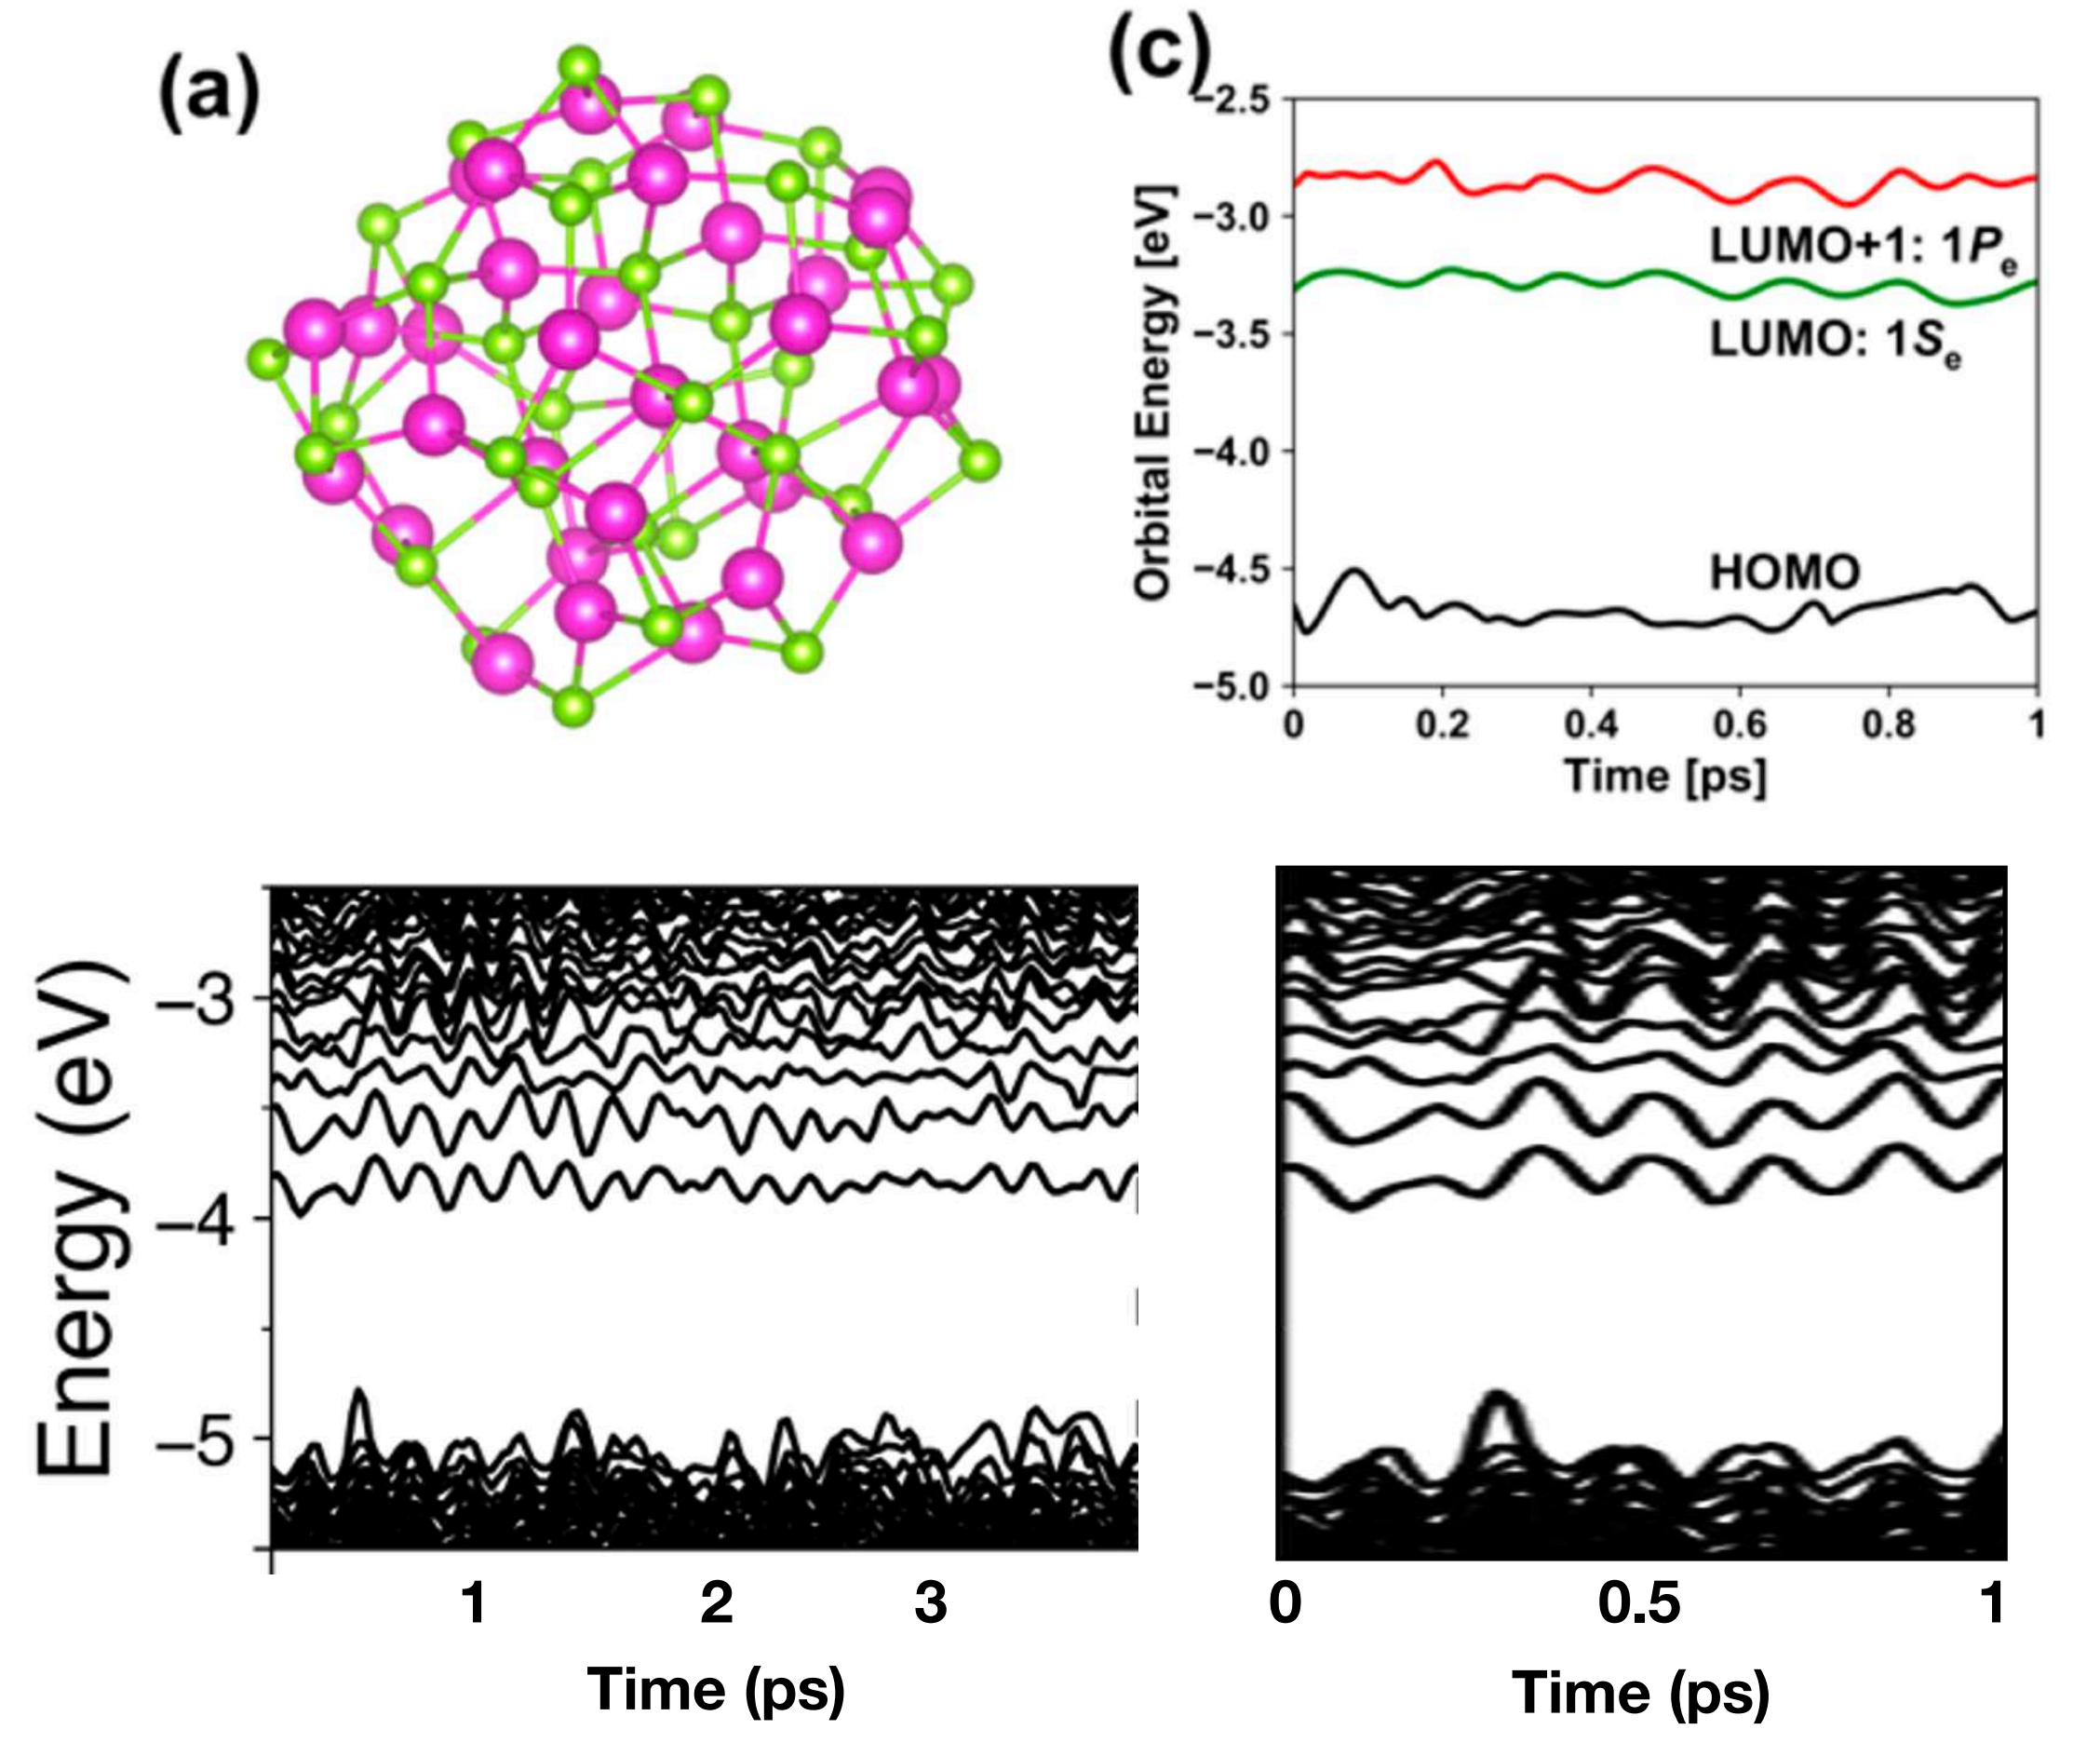 (a)
(c)
−2.5
−3.0
−3.5
−4.0
−4.5
−5.0
Orbital Energy [eV]
LUMO+1: 1Pe
LUMO: 1Se
HOMO
0 0.2 0.4 0.6 0.8 1
Time [ps]
Energy (eV)
−3
−4
−5
1 2 3
Time (ps)
0 0.5 1
Time (ps)